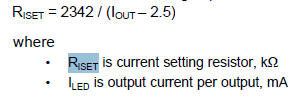 RISET = 2342 / (IOUT – 2.5)
where
• RISET is current setting resistor, kΩ
• ILED is output current per output, mA